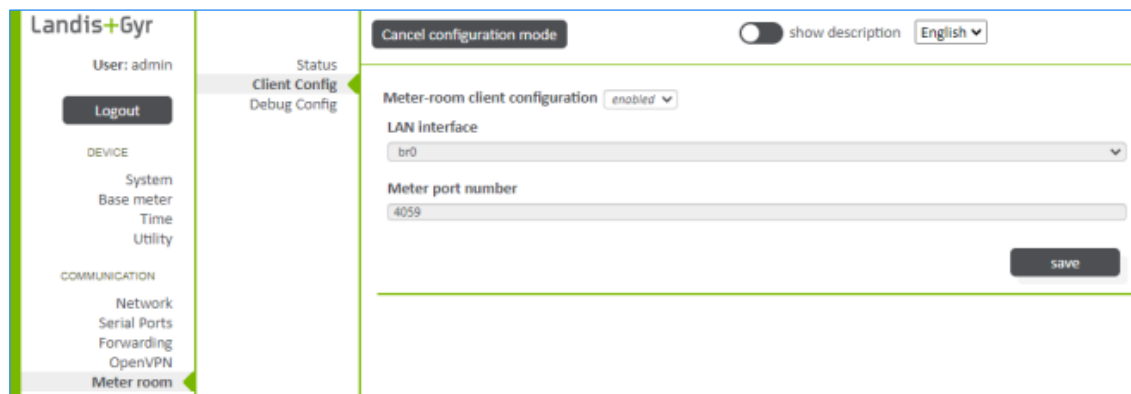 Landis+Gyr
User: admin
Logout
DEVICE
System
Base meter
Time
Utility
COMMUNICATION
Network
Serial Ports
Forwarding
OpenVPN
Meter room
Status
Client Config
Debug Config
Cancel configuration mode
show description
English
Meter-room client configuration enabled
LAN interface
br0
Meter port number
4059
save